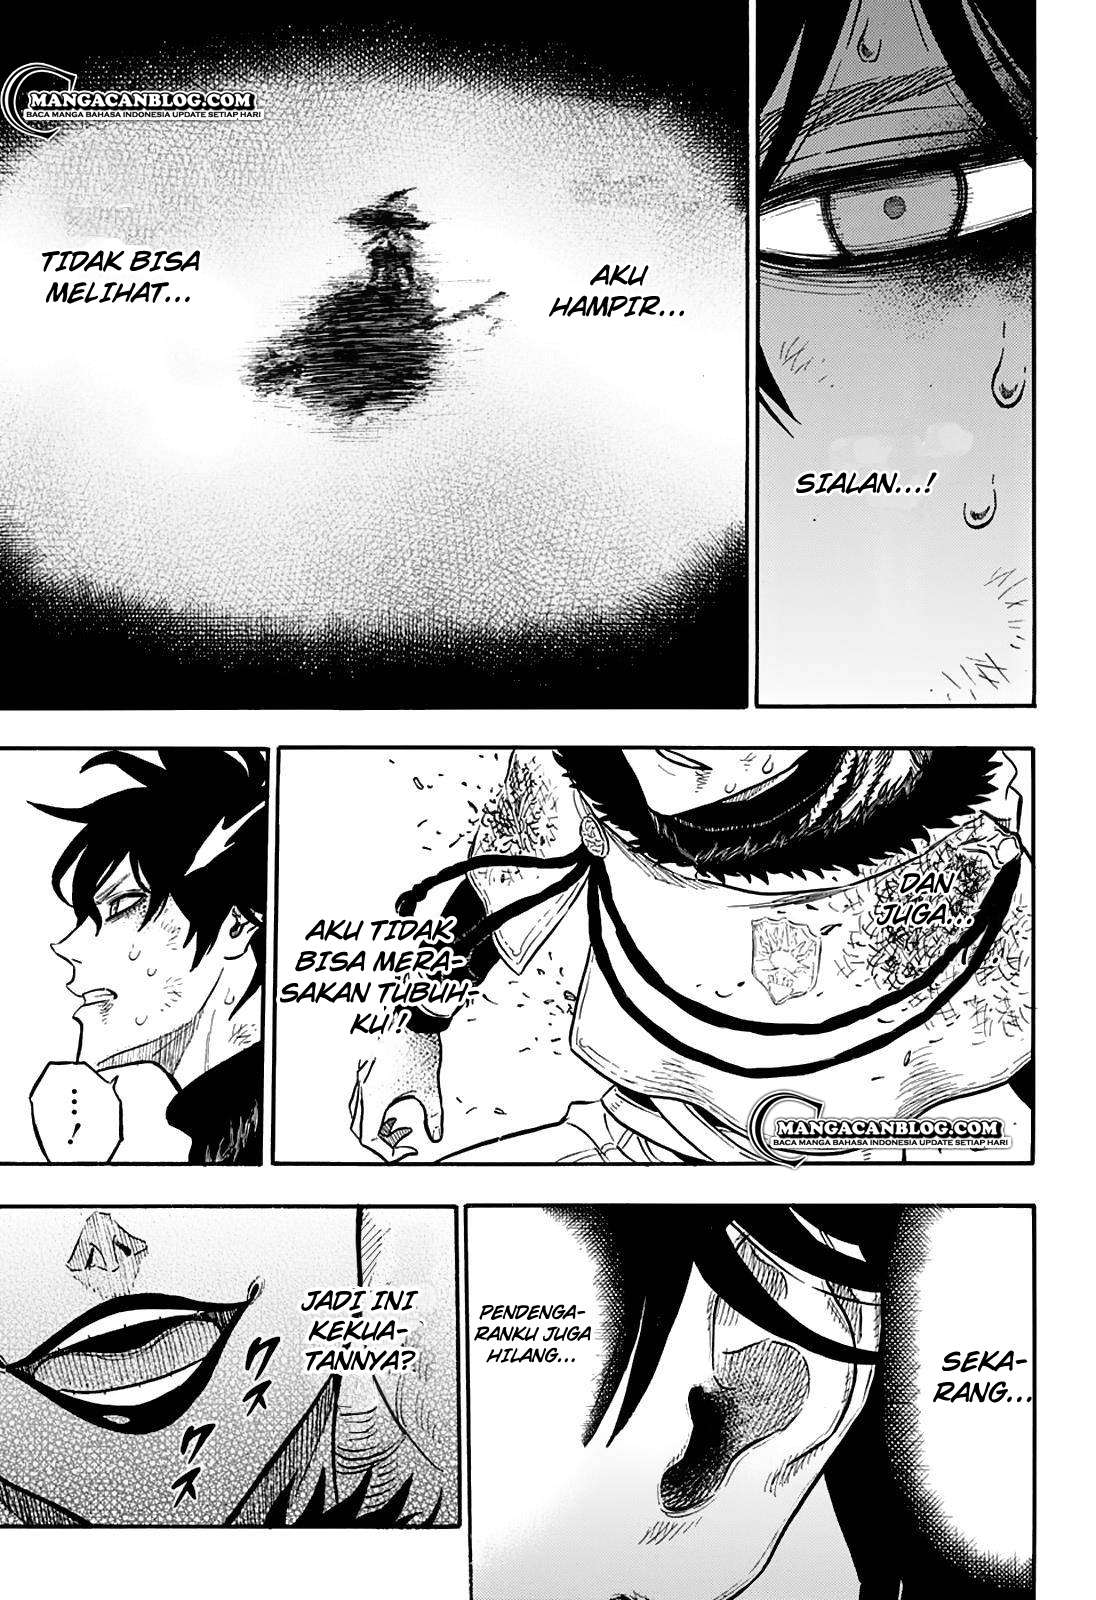 MANGACANBLOG.COM
BACA MANGA BAHASA INDONESIA UPDATE SETIAP HARI
SIALAN...!
AKU
HAMPIR...
TIDAK BISA
MELIHAT...
DAN
JUGA...
AKU TIDAK
BISA MERA-
SAKAN TUBUH-
KU !
...!
MANGACANBLOG.COM
BACA MANGA BAHASA INDONESIA UPDATE SETIAP HARI
SEKA-
RANG...
PENDENGA-
RANKU JUGA
HILANG...
JADI INI
KEKUA-
TANNYA?
クス
クス